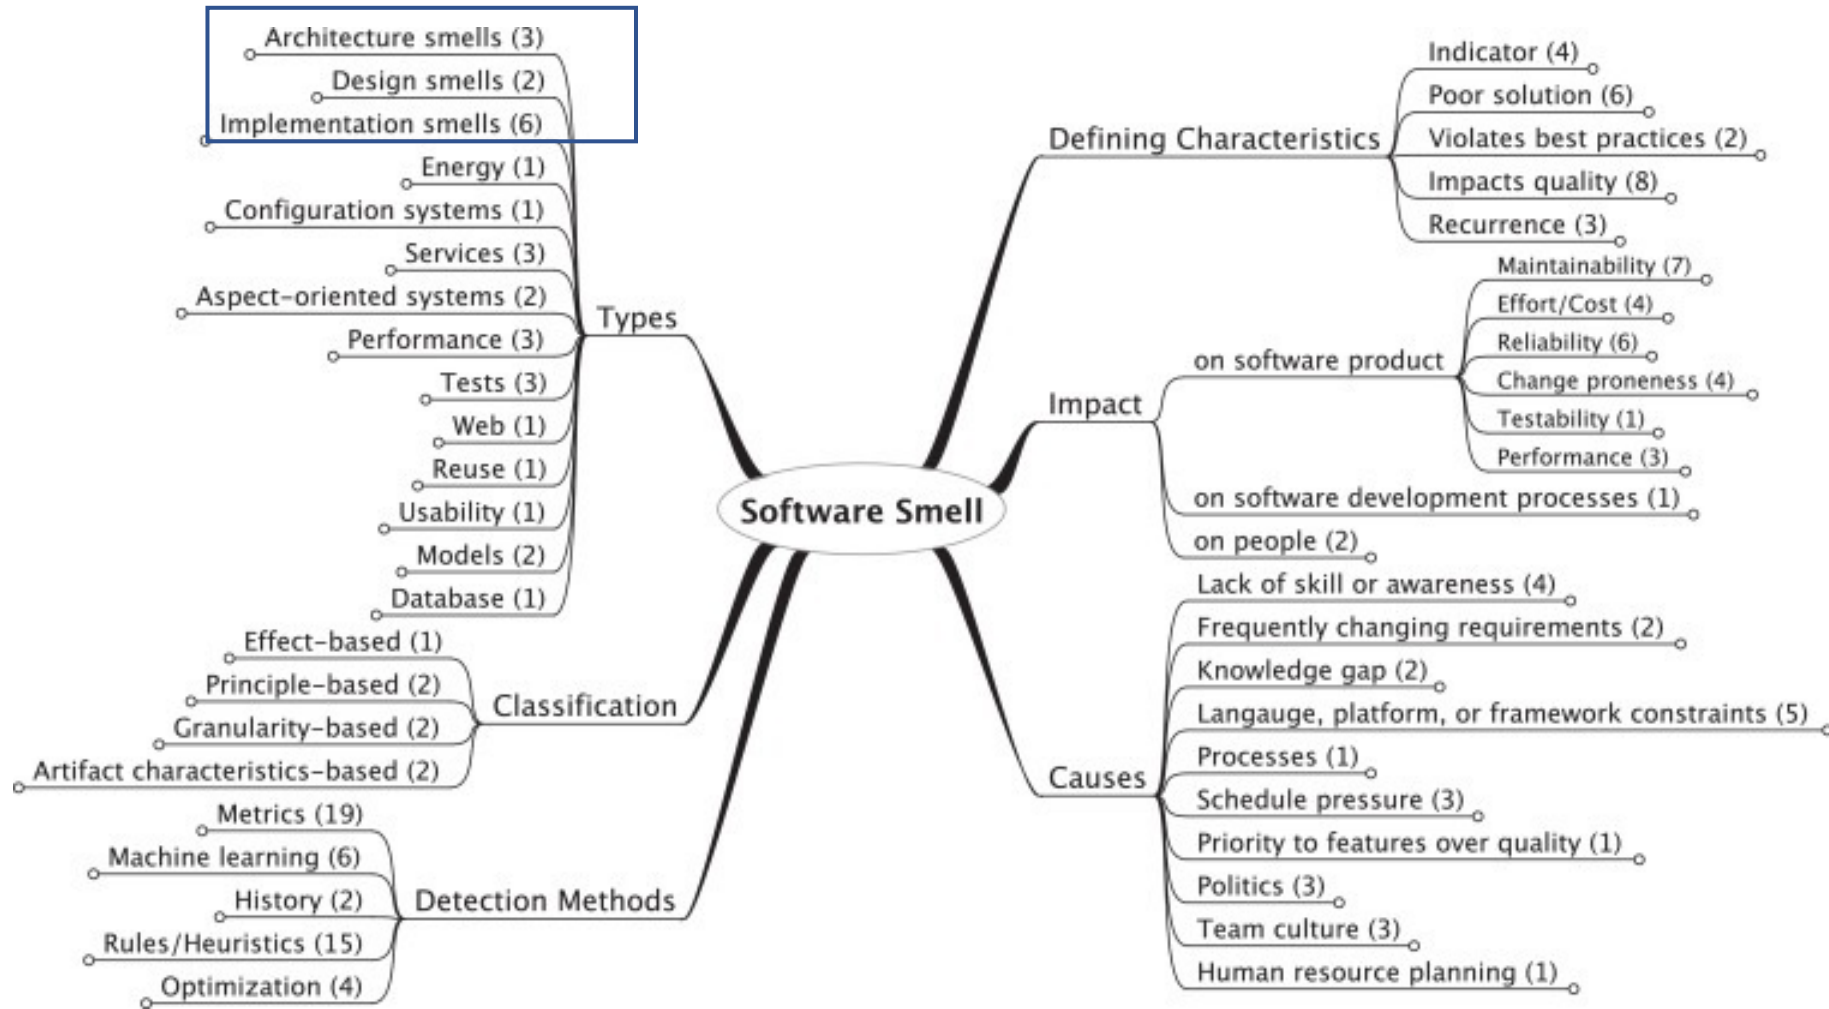 Software Smell
Types
Architecture smells (3)
Design smells (2)
Implementation smells (6)
Energy (1)
Configuration systems (1)
Services (3)
Aspect-oriented systems (2)
Performance (3)
Tests (3)
Web (1)
Reuse (1)
Usability (1)
Models (2)
Database (1)
Classification
Effect-based (1)
Principle-based (2)
Granularity-based (2)
Artifact characteristics-based (2)
Detection Methods
Metrics (19)
Machine learning (6)
History (2)
Rules/Heuristics (15)
Optimization (4)
Defining Characteristics
Indicator (4)
Poor solution (6)
Violates best practices (2)
Impacts quality (8)
Recurrence (3)
Impact
on software product
Maintainability (7)
Effort/Cost (4)
Reliability (6)
Change proneness (4)
Testability (1)
Performance (3)
on software development processes (1)
on people (2)
Causes
Lack of skill or awareness (4)
Frequently changing requirements (2)
Knowledge gap (2)
Langauge, platform, or framework constraints (5)
Processes (1)
Schedule pressure (3)
Priority to features over quality (1)
Politics (3)
Team culture (3)
Human resource planning (1)